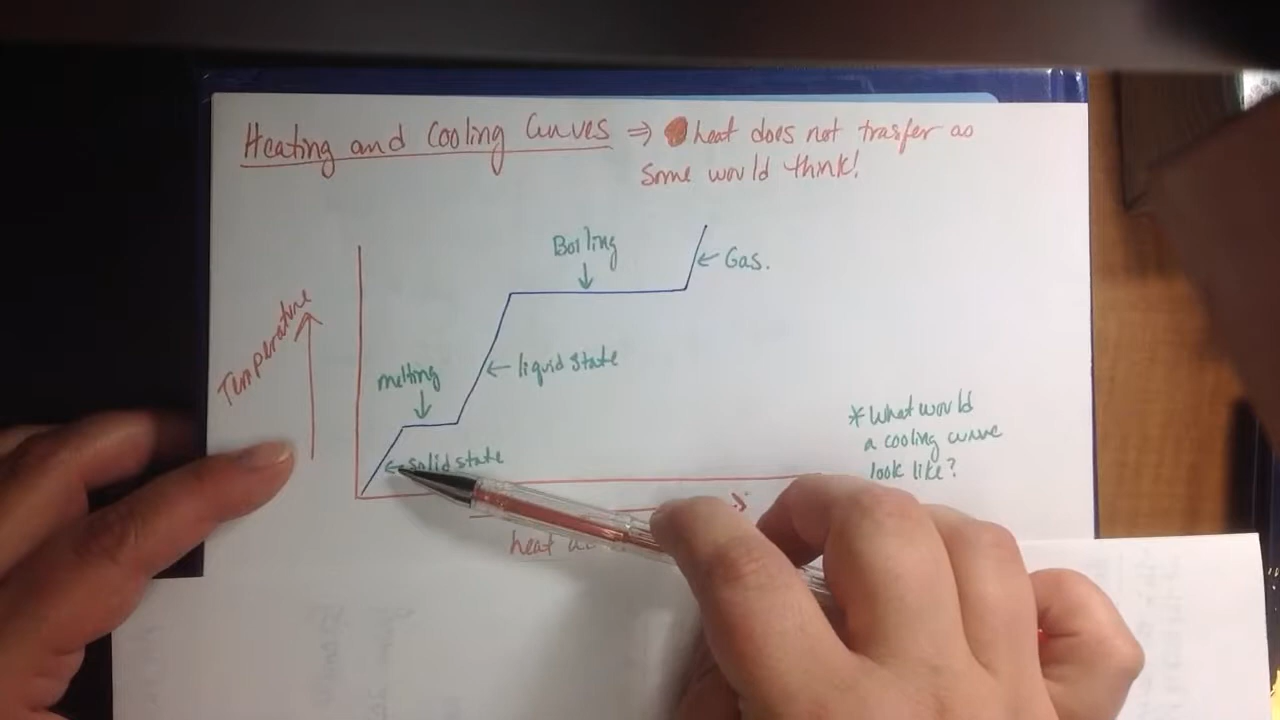 Heating and Cooling Curves ⇒ heat does not trasfer as
some would think!
Boiling
Gas.
Temperature
liquid state
melting
solid state
* What would
a cooling curve
look like?
heat